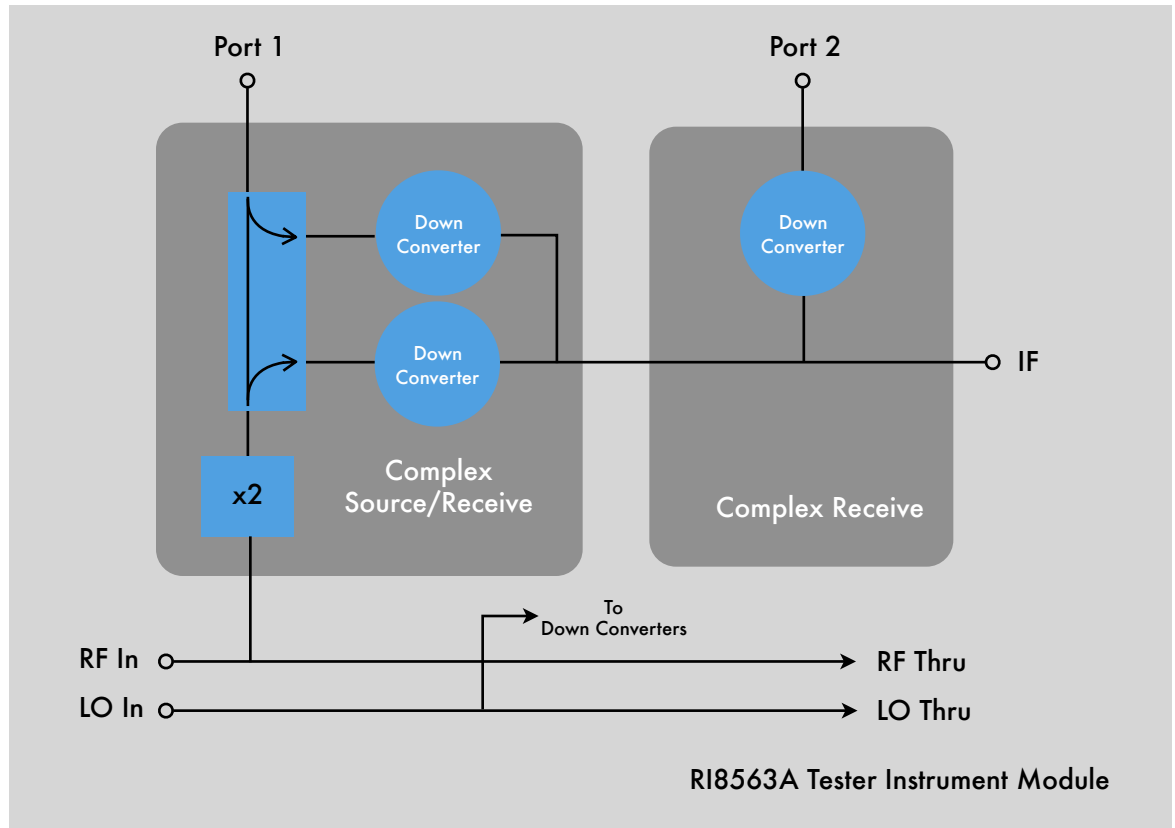 Port 1
Port 2
Down
Converter
Down
Converter
Down
Converter
IF
x2
Complex
Source/Receive
Complex Receive
To
Down Converters
RF In
RF Thru
LO In
LO Thru
RI8563A Tester Instrument Module